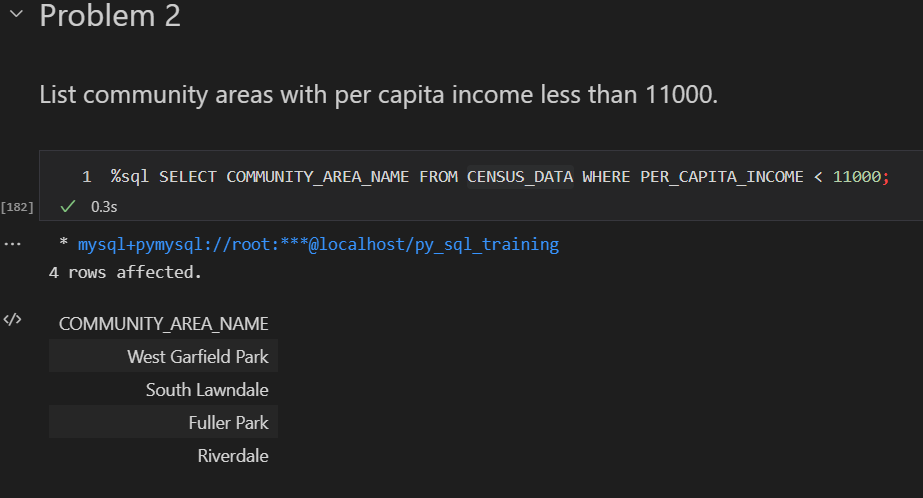 Problem 2
List community areas with per capita income less than 11000.
1 %sql SELECT COMMUNITY_AREA_NAME FROM CENSUS_DATA WHERE PER_CAPITA_INCOME < 11000;
[182] 0.3s
* mysql+pymysql://root:***@localhost/py_sql_training
4 rows affected.
COMMUNITY_AREA_NAME
West Garfield Park
South Lawndale
Fuller Park
Riverdale